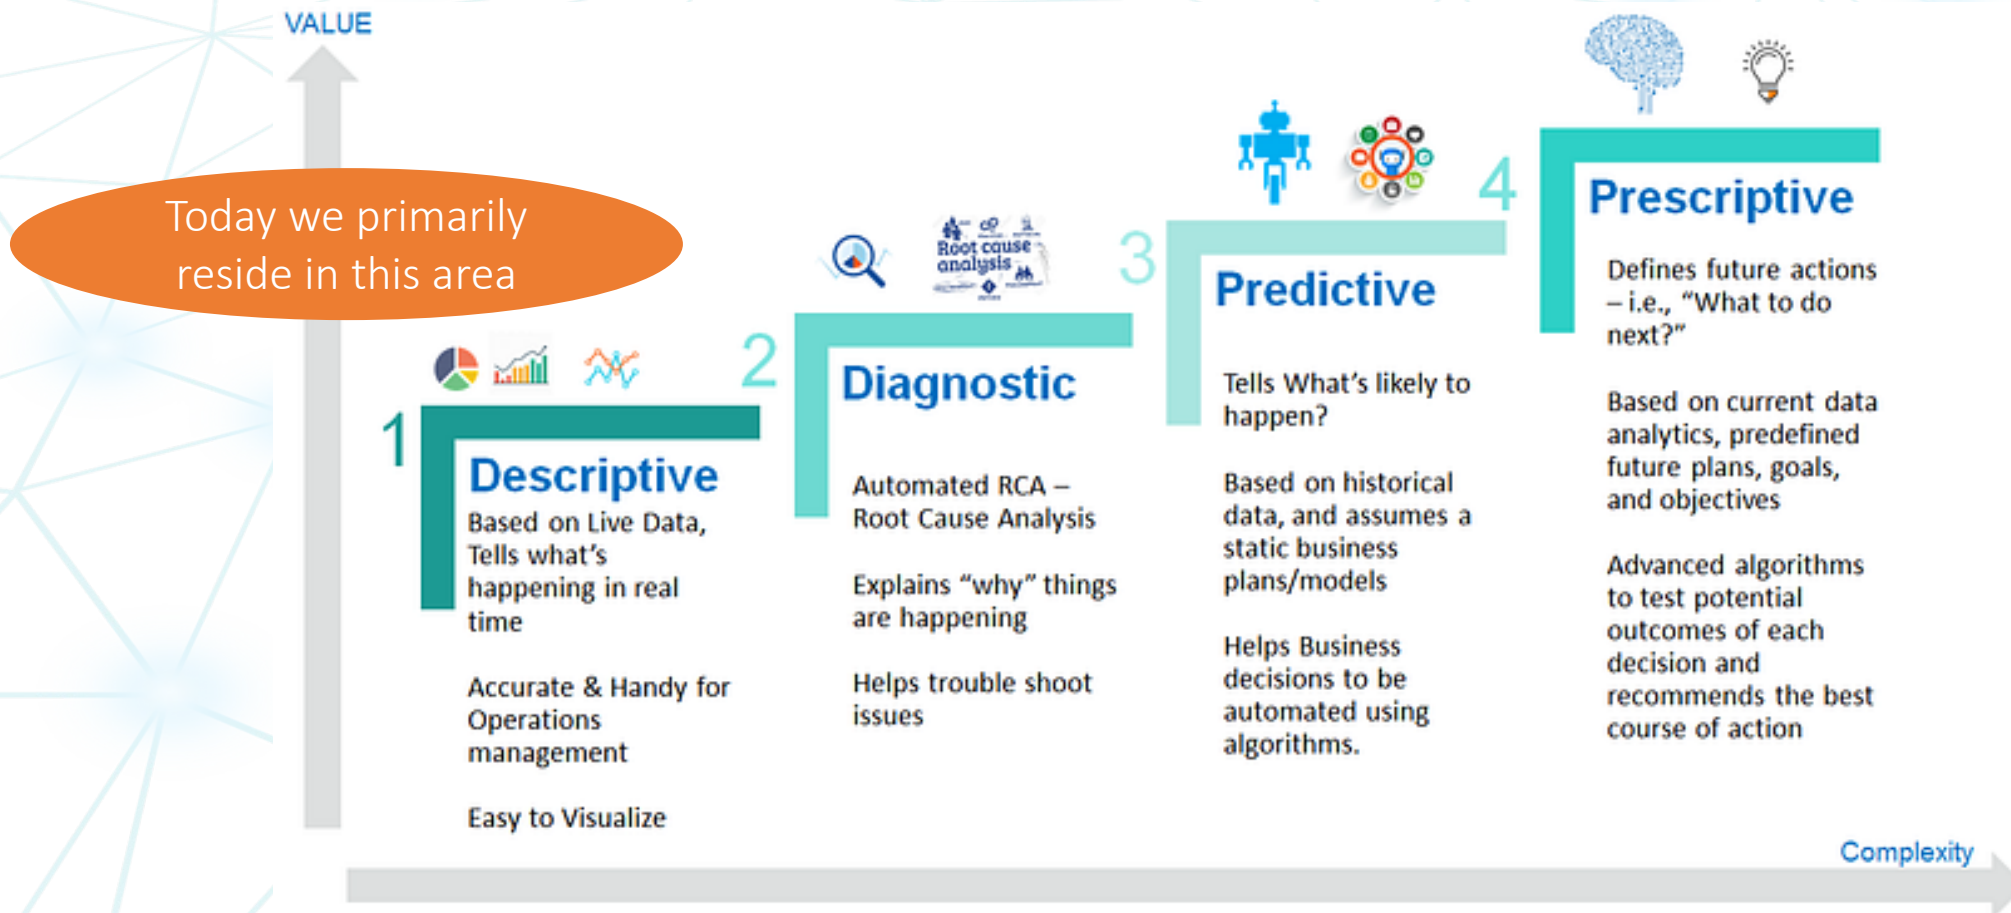 VALUE
Today we primarily
reside in this area
1
Descriptive
Based on Live Data,
Tells what's
happening in real
time
Accurate & Handy for
Operations
management
Easy to Visualize
2
Root cause
analysis
Diagnostic
Automated RCA –
Root Cause Analysis
Explains “why” things
are happening
Helps trouble shoot
issues
3
Predictive
Tells What's likely to
happen?
Based on historical
data, and assumes a
static business
plans/models
Helps Business
decisions to be
automated using
algorithms.
4
Prescriptive
Defines future actions
– i.e., “What to do
next?”
Based on current data
analytics, predefined
future plans, goals,
and objectives
Advanced algorithms
to test potential
outcomes of each
decision and
recommends the best
course of action
Complexity